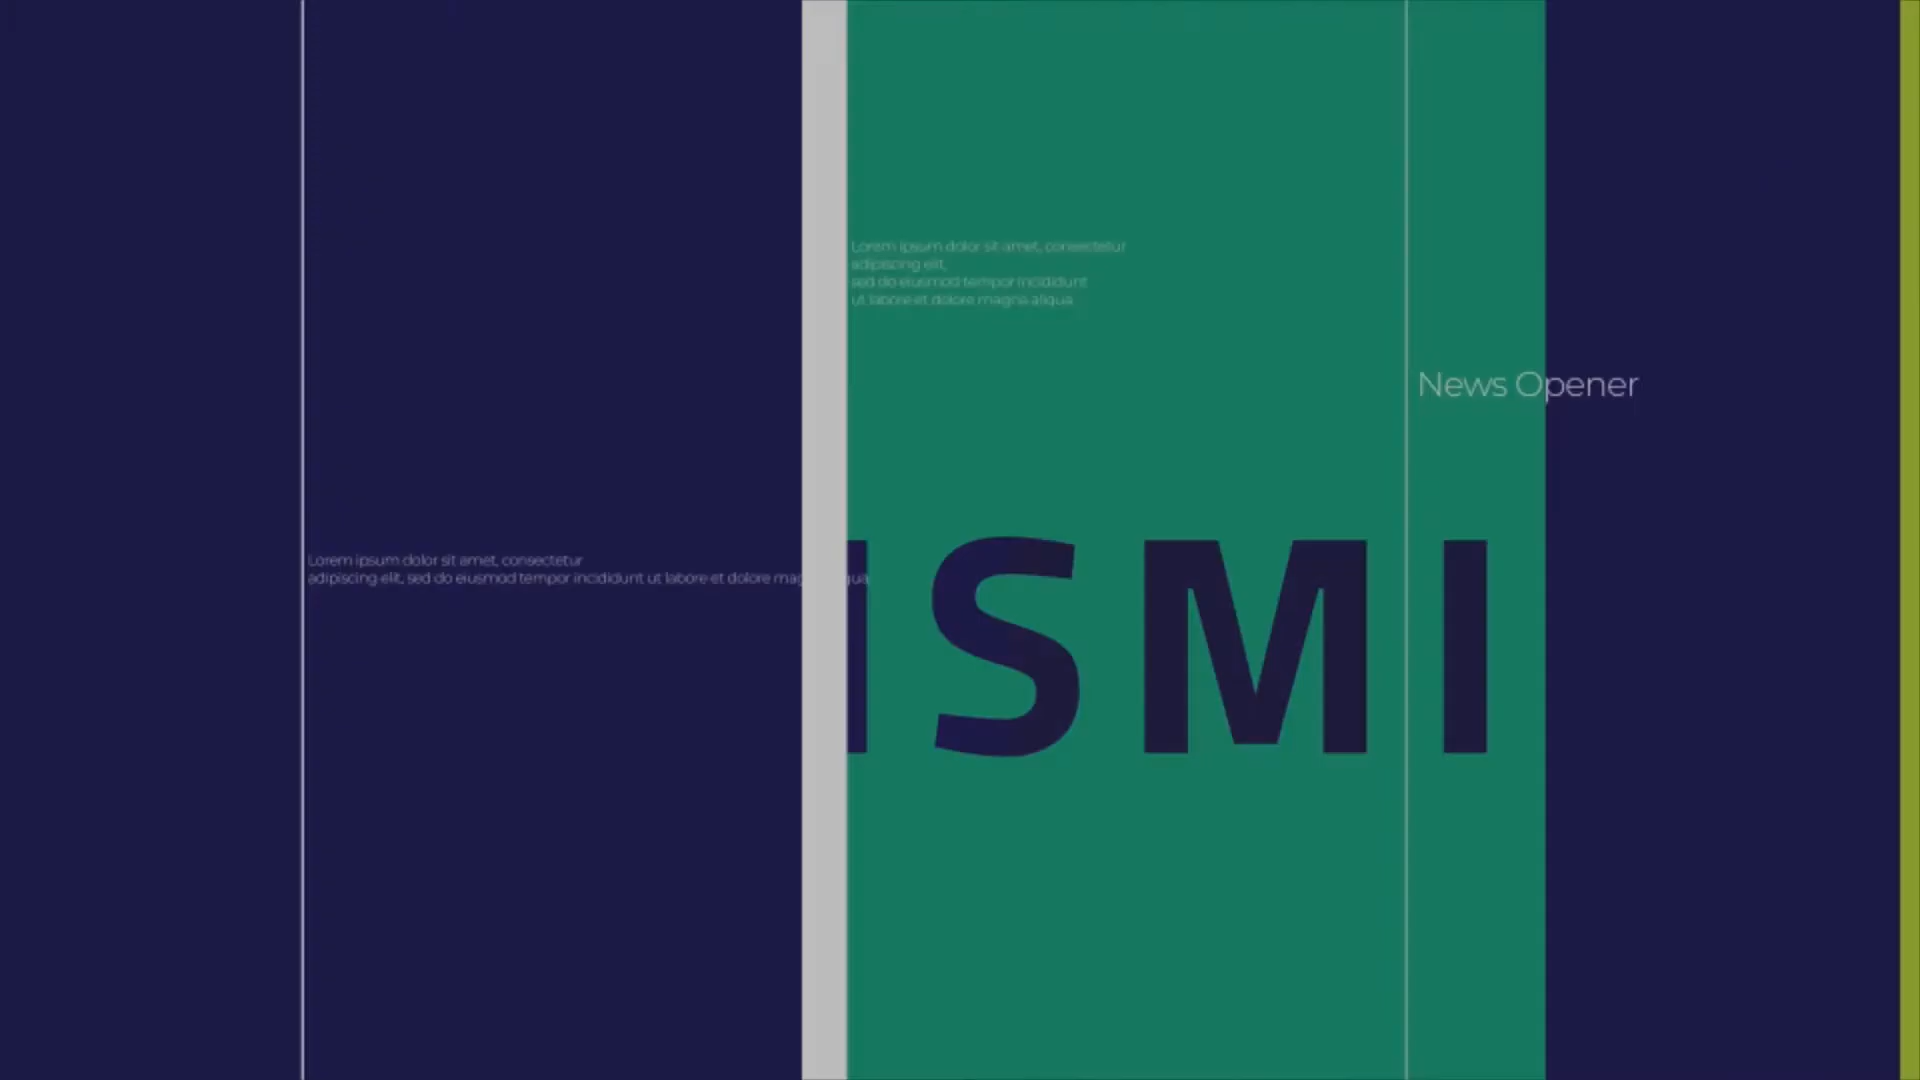 Lorem ipsum dolor sit amet, consectetur
adipiscing elit,
sed do eiusmod tempor incididunt
ut labore et dolore magna aliqua
News Opener
Lorem ipsum dolor sit amet, consectetur
adipiscing elit, sed do eiusmod tempor incididunt ut labore et dolore
ISMI